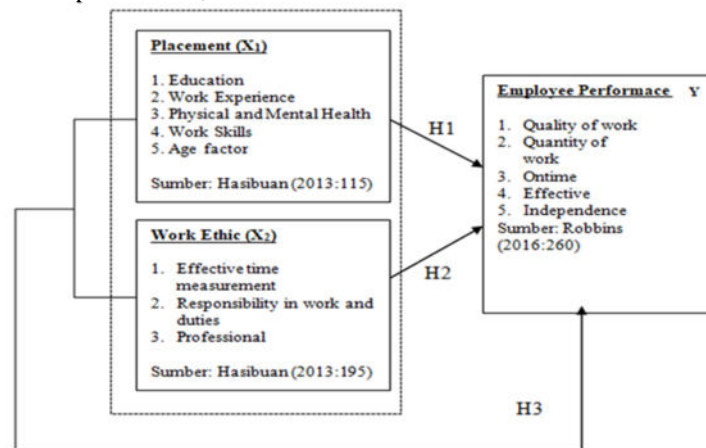 Placement (X1)
1. Education
2. Work Experience
3. Physical and Mental Health
4. Work Skills
5. Age factor
Sumber: Hasibuan (2013:115)
Work Ethic (X2)
1. Effective time
measurement
2. Responsibility in work and
duties
3. Professional
Sumber: Hasibuan (2013:195)
H1
H2
Employee Performace Y
1. Quality of work
2. Quantity of
work
3. Ontime
4. Effective
5. Independence
Sumber: Robbins
(2016:260)
H3